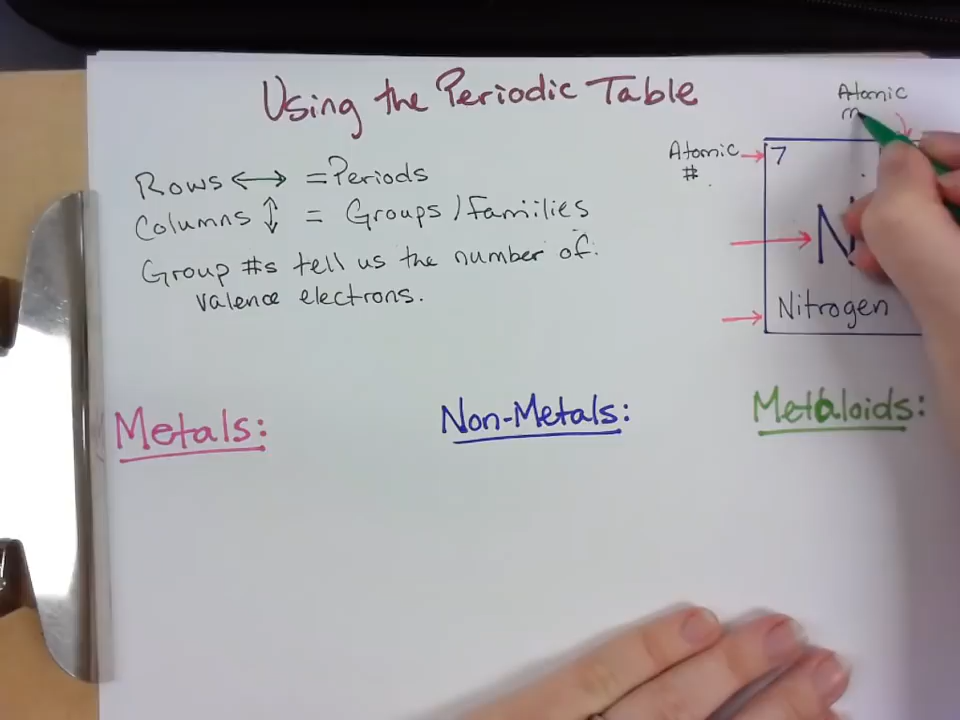 Using the Periodic Table
Rows ↔ = Periods
Columns ↕ = Groups / Families
Group #s tell us the number of
valence electrons.
Atomic
m
Atomic
#
7
N
Nitrogen
Metals:
Non-Metals:
Metaloids: